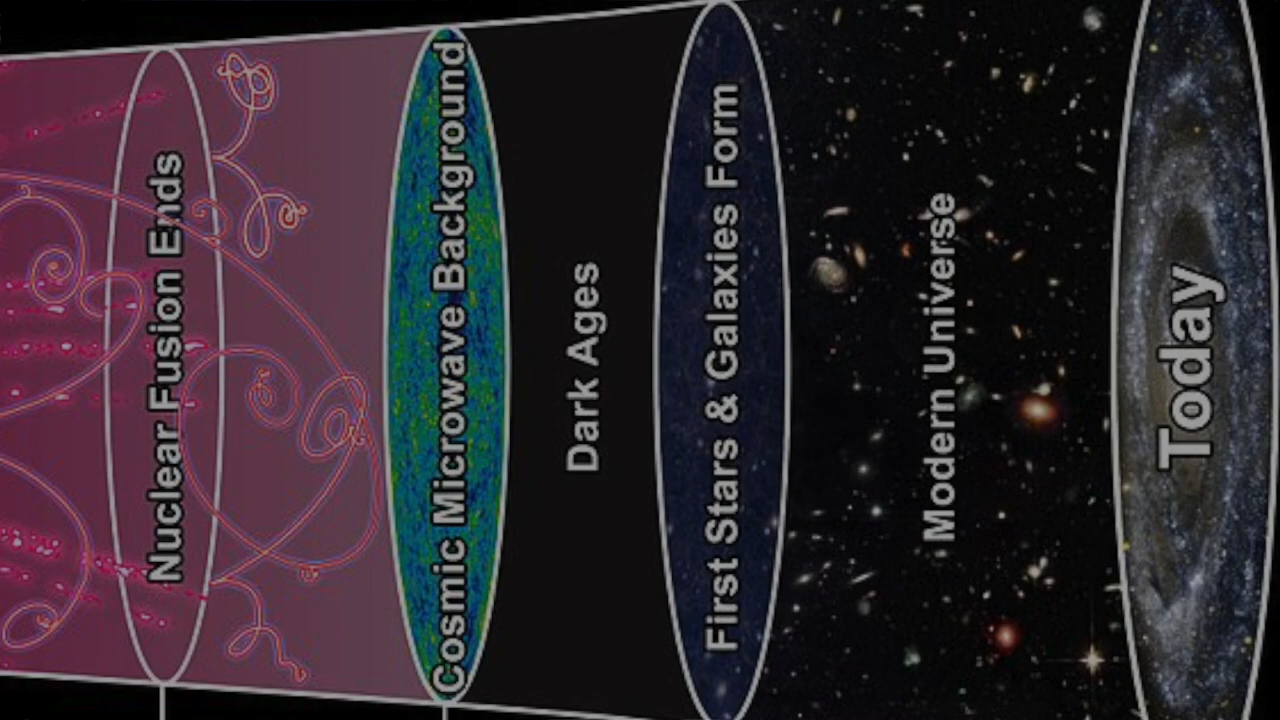 Nuclear Fusion Ends
Cosmic Microwave Background
Dark Ages
First Stars & Galaxies Form
Modern Universe
Today